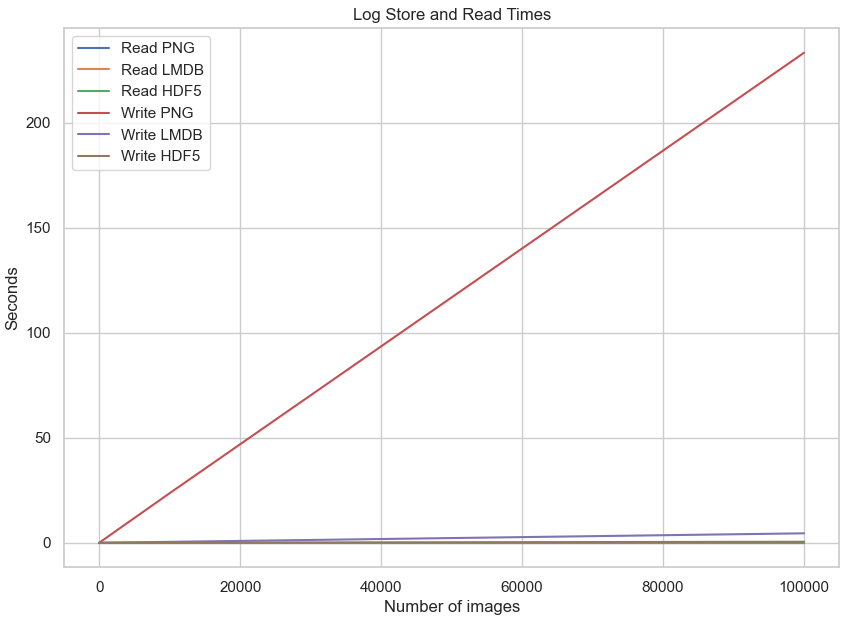 Log Store and Read Times
Read PNG
Read LMDB
Read HDF5
Write PNG
Write LMDB
Write HDF5
200
150
100
50
0
Seconds
0 20000 40000 60000 80000 100000
Number of images